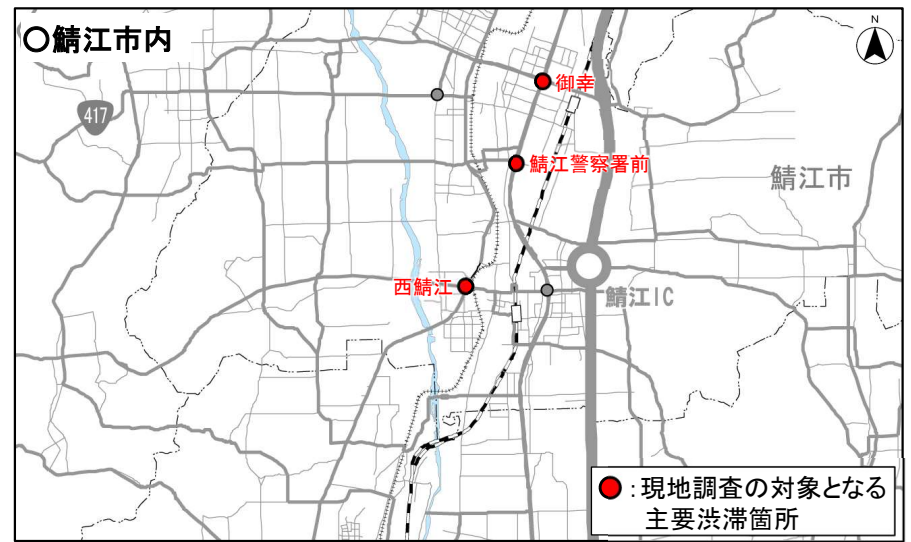 ○鯖江市内
N
御幸
417
鯖江警察署前
鯖江市
西鯖江
鯖江IC
●:現地調査の対象となる
主要渋滞箇所